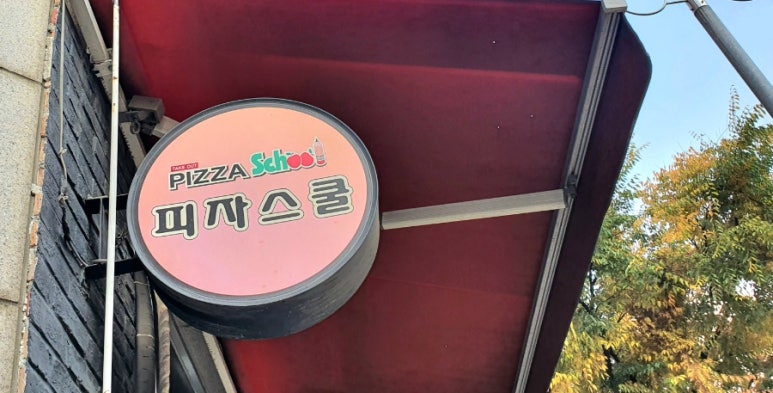 TAKE OUT
PIZZA School
피자스쿨